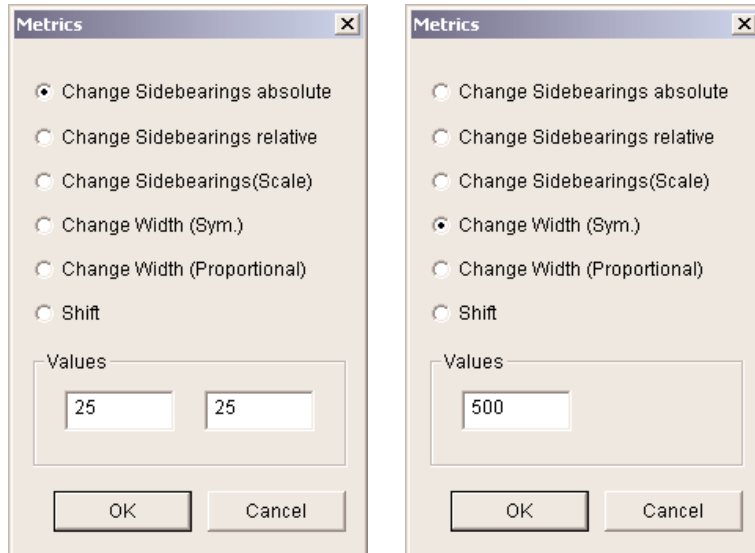 Metrics
Change Sidebearings absolute
Change Sidebearings relative
Change Sidebearings(Scale)
Change Width (Sym.)
Change Width (Proportional)
Shift
Values
25 25
OK Cancel
Metrics
Change Sidebearings absolute
Change Sidebearings relative
Change Sidebearings(Scale)
Change Width (Sym.)
Change Width (Proportional)
Shift
Values
500
OK Cancel